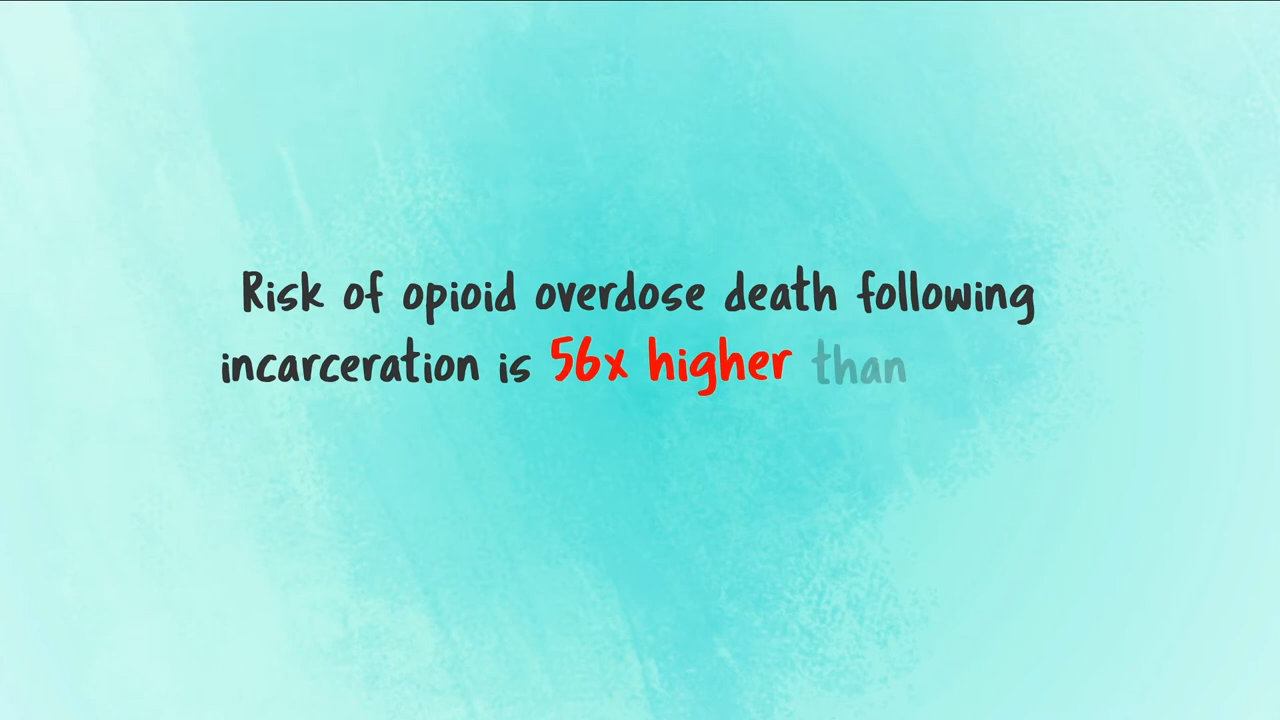 Risk of opioid overdose death following
incarceration is 56x higher than